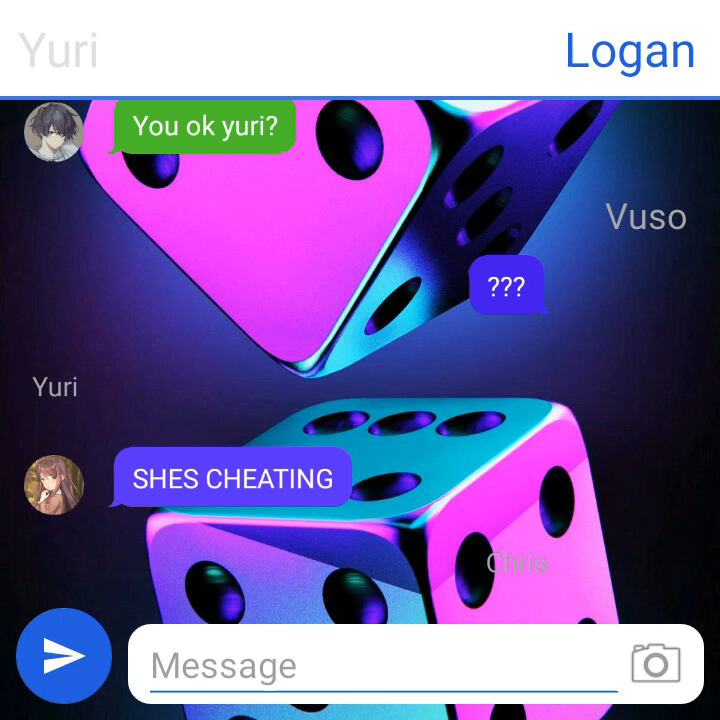 Yuri
Logan
You ok yuri?
Vuso
???
Yuri
SHES CHEATING
Chris
Message